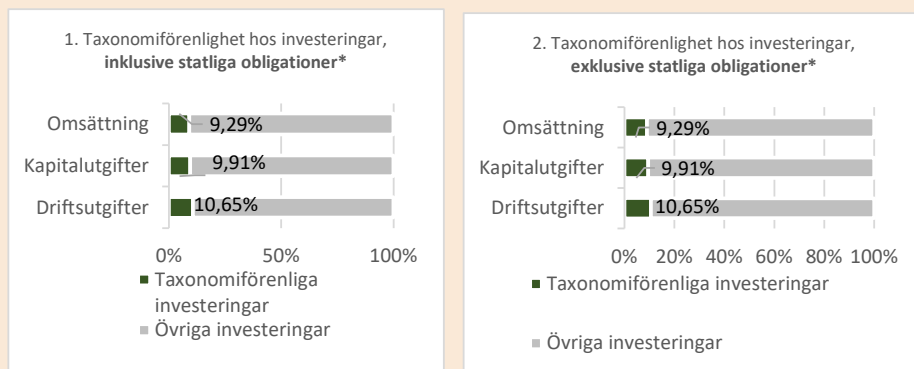 1. Taxonomiförenlighet hos investeringar,
inklusive statliga obligationer*
Omsättning
9,29%
Kapitalutgifter
9,91%
Driftsutgifter
10,65%
0%
50%
100%
Taxonomiförenliga
investeringar
Övriga investeringar
2. Taxonomiförenlighet hos investeringar,
exklusive statliga obligationer*
Omsättning
9,29%
Kapitalutgifter
9,91%
Driftsutgifter
10,65%
0%
20%
40%
60%
80%
100%
Taxonomiförenliga investeringar
Övriga investeringar